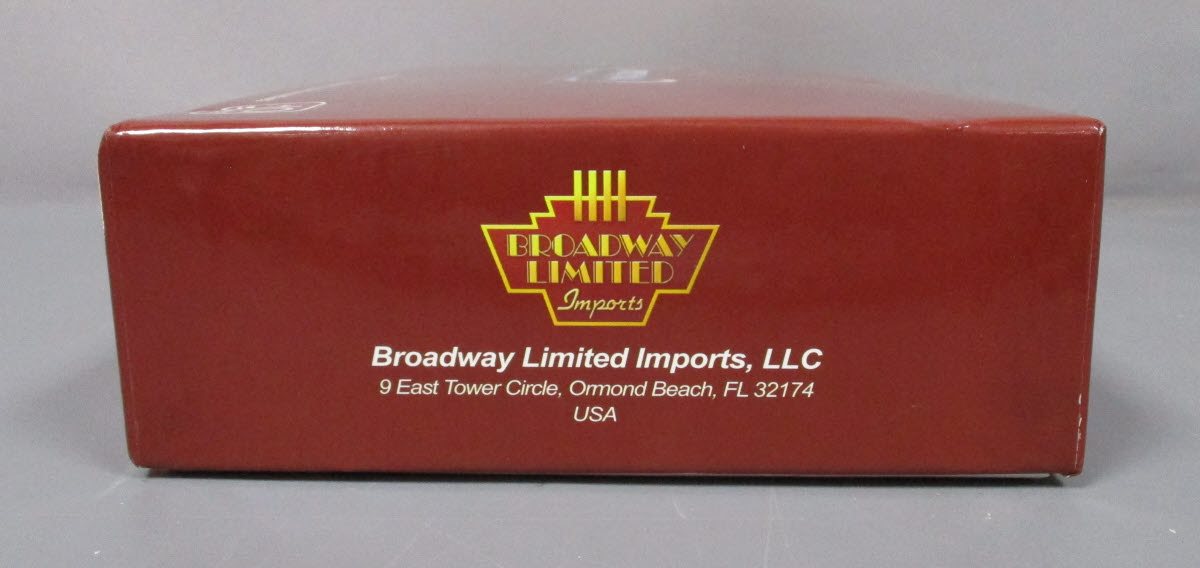 BROADWAY
LIMITED
Imports
Broadway Limited Imports, LLC
9 East Tower Circle, Ormond Beach, FL 32174
USA